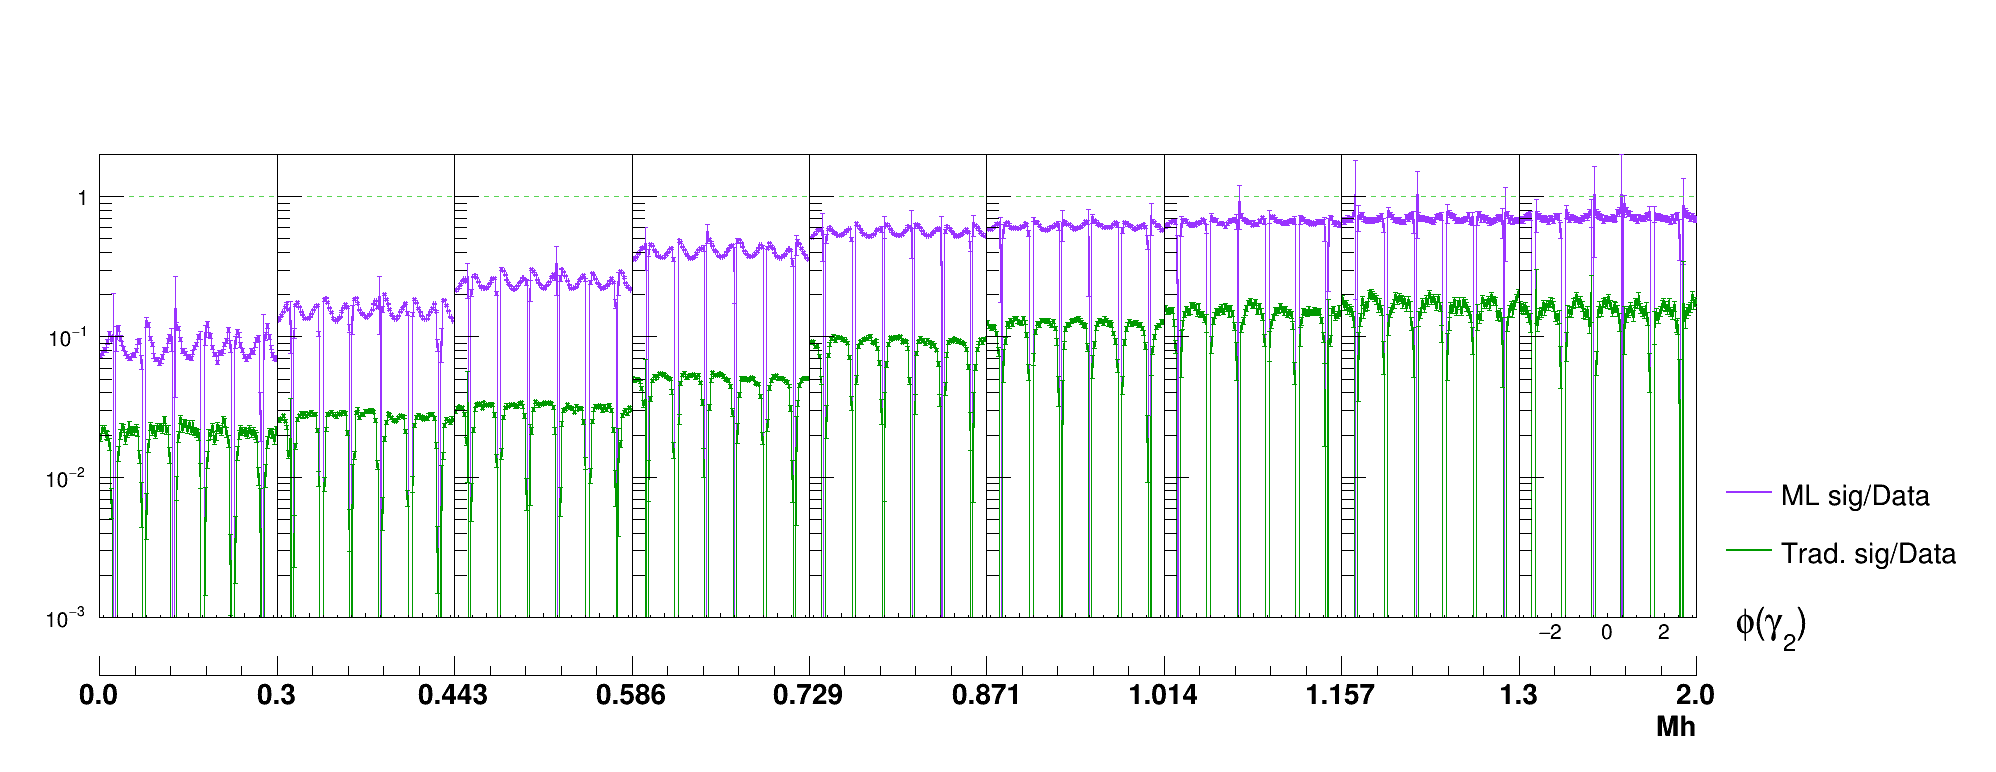 1
10⁻¹
10⁻²
10⁻³
ML sig/Data
Trad. sig/Data
−2 0 2
ϕ(γ₂)
0.0 0.3 0.443 0.586 0.729 0.871 1.014 1.157 1.3 2.0
Mh